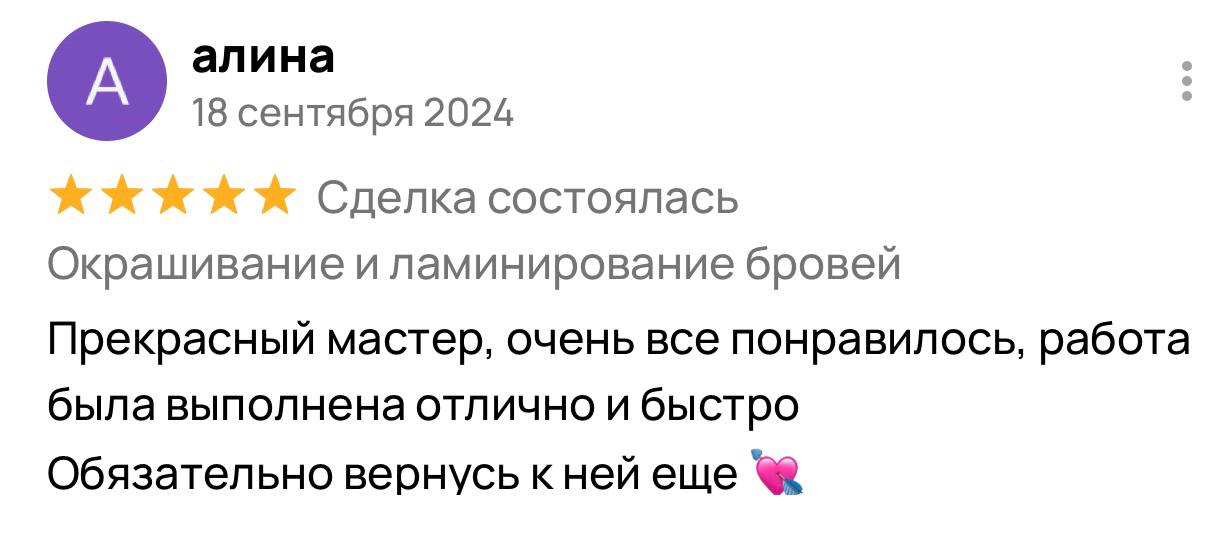 А
алина
18 сентября 2024
Сделка состоялась
Окрашивание и ламинирование бровей
Прекрасный мастер, очень все понравилось, работа
была выполнена отлично и быстро
Обязательно вернусь к ней еще 💘